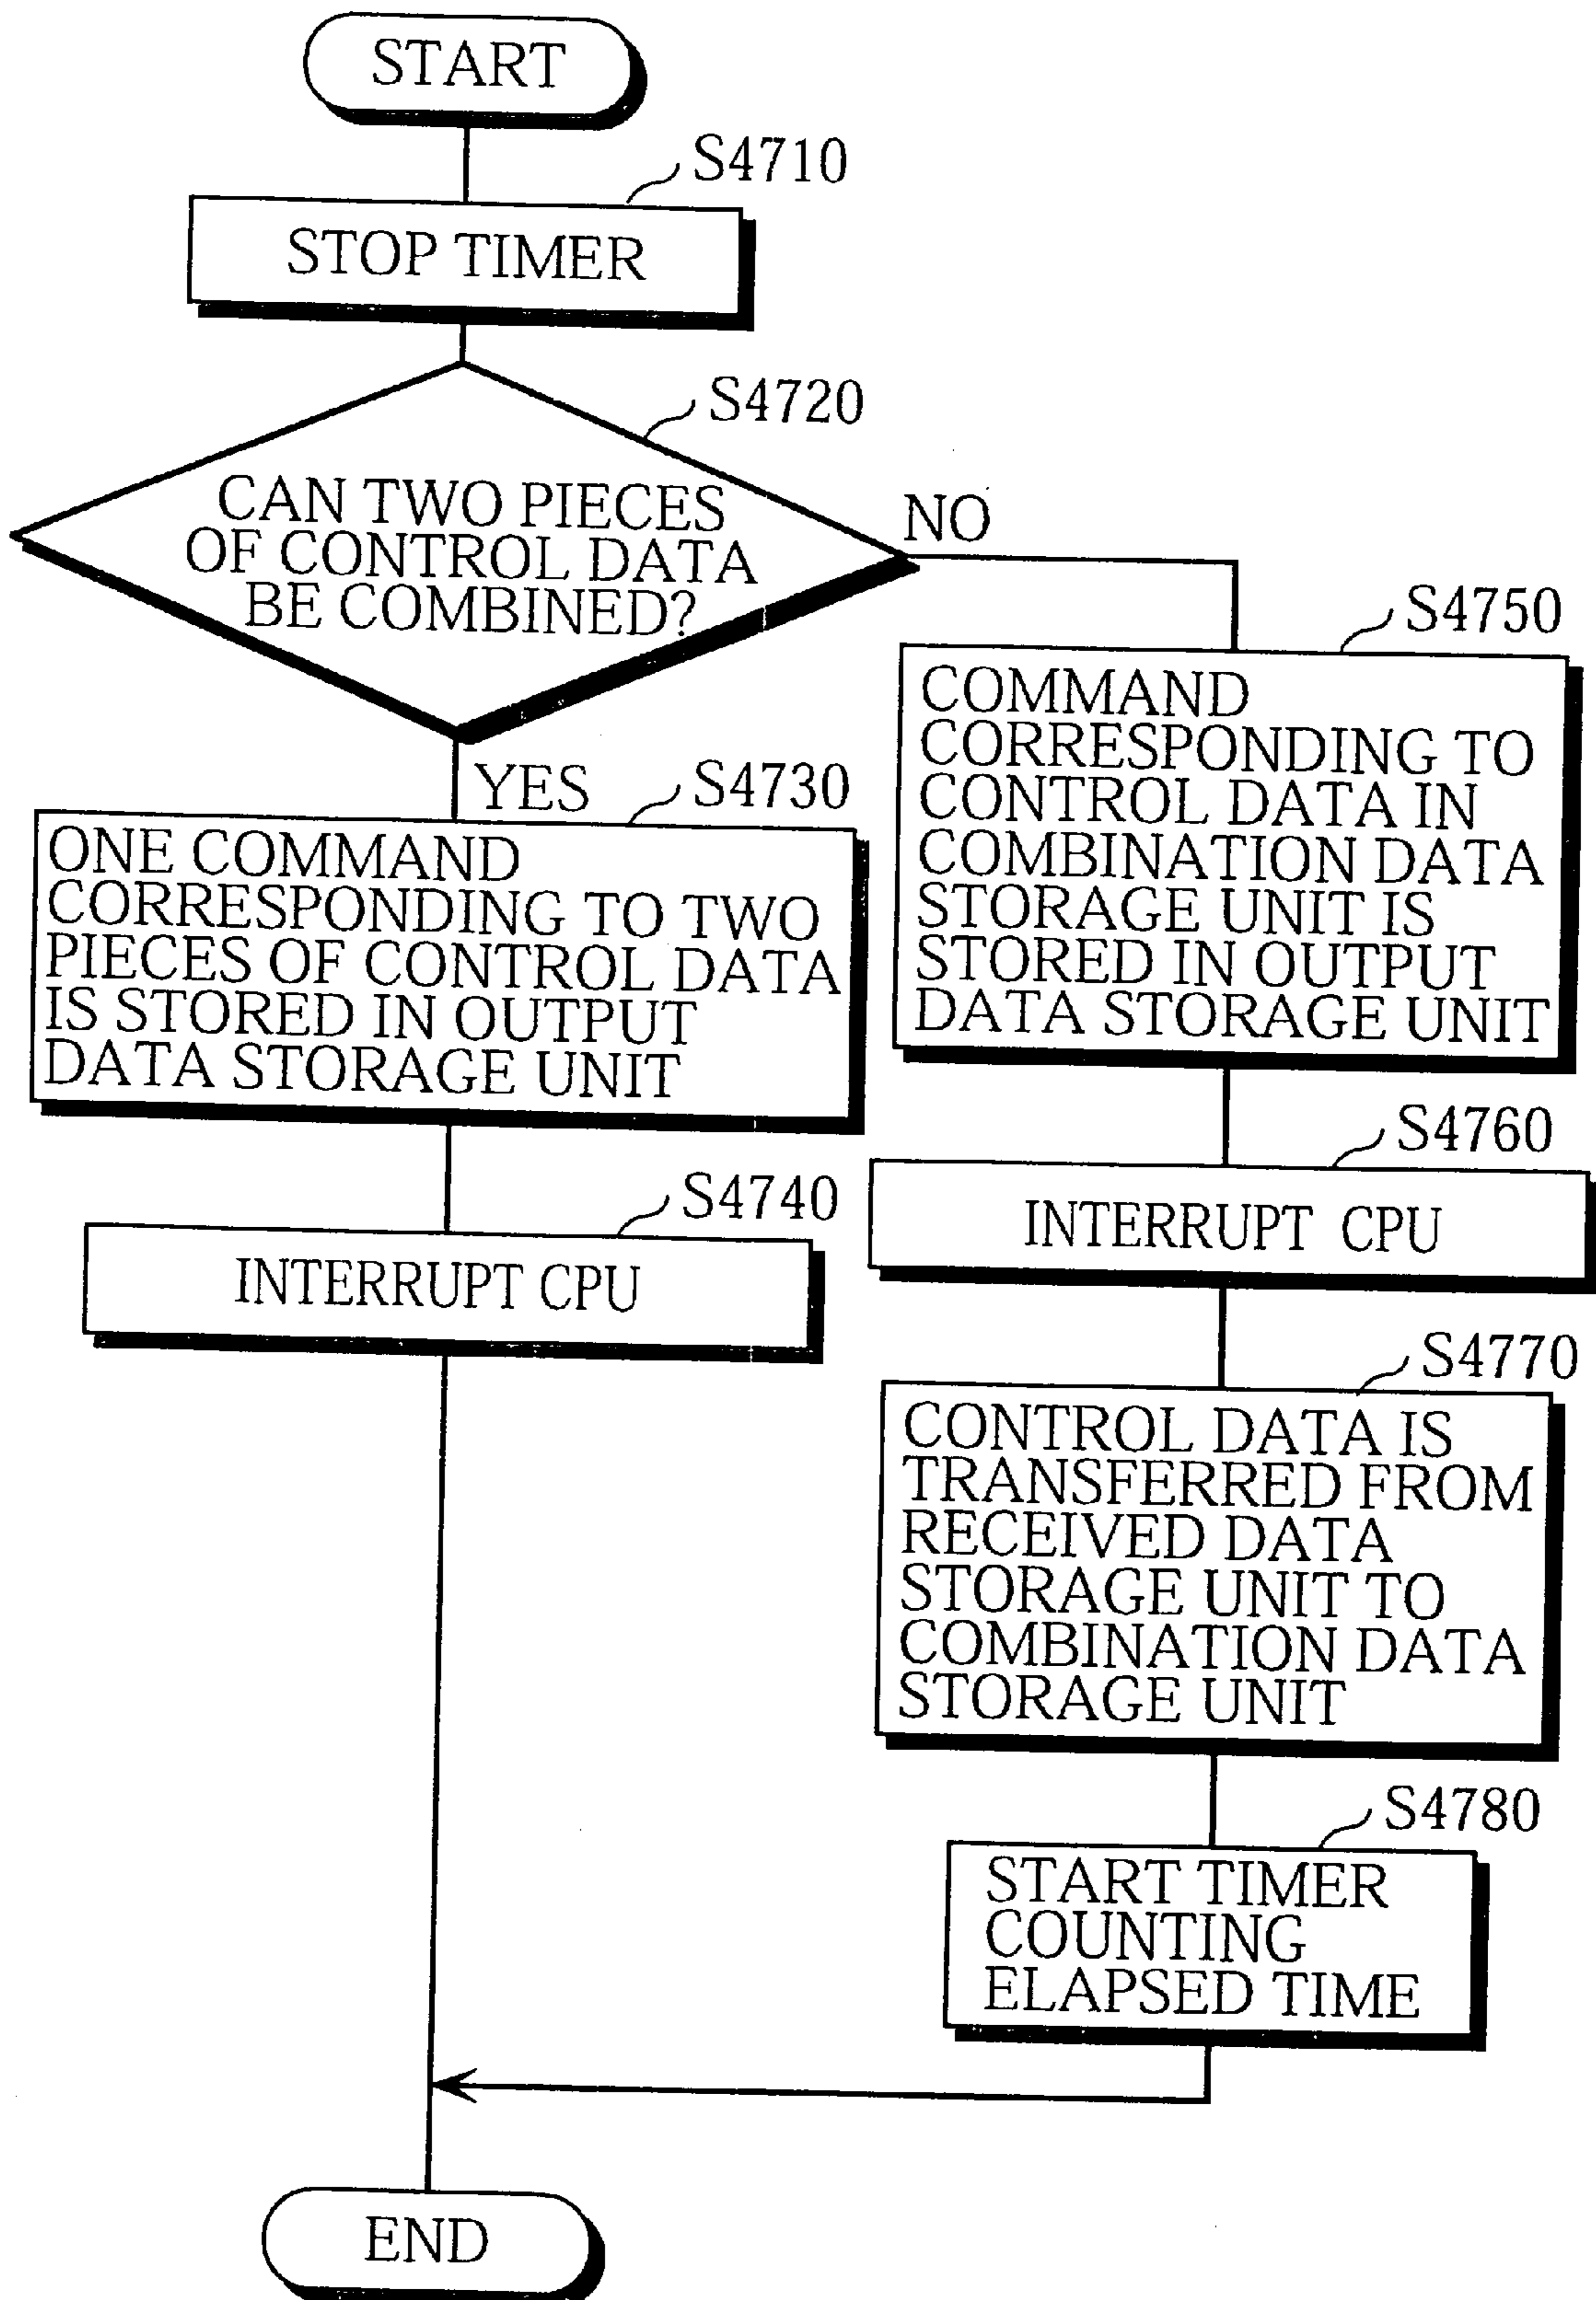 START
S4710
STOP TIMER
S4720
CAN TWO PIECES
OF CONTROL DATA
BE COMBINED?
NO
YES
S4730
ONE COMMAND
CORRESPONDING TO TWO
PIECES OF CONTROL DATA
IS STORED IN OUTPUT
DATA STORAGE UNIT
S4740
INTERRUPT CPU
S4750
COMMAND
CORRESPONDING TO
CONTROL DATA IN
COMBINATION DATA
STORAGE UNIT IS
STORED IN OUTPUT
DATA STORAGE UNIT
S4760
INTERRUPT CPU
S4770
CONTROL DATA IS
TRANSFERRED FROM
RECEIVED DATA
STORAGE UNIT TO
COMBINATION DATA
STORAGE UNIT
S4780
START TIMER
COUNTING
ELAPSED TIME
END